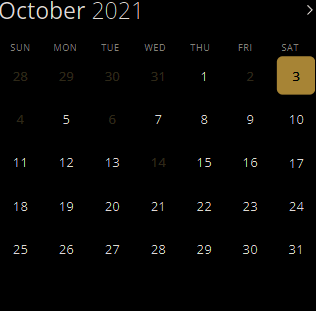 October 2021
SUN MON TUE WED THU FRI SAT
28 29 30 31 1 2 3
4 5 6 7 8 9 10
11 12 13 14 15 16 17
18 19 20 21 22 23 24
25 26 27 28 29 30 31